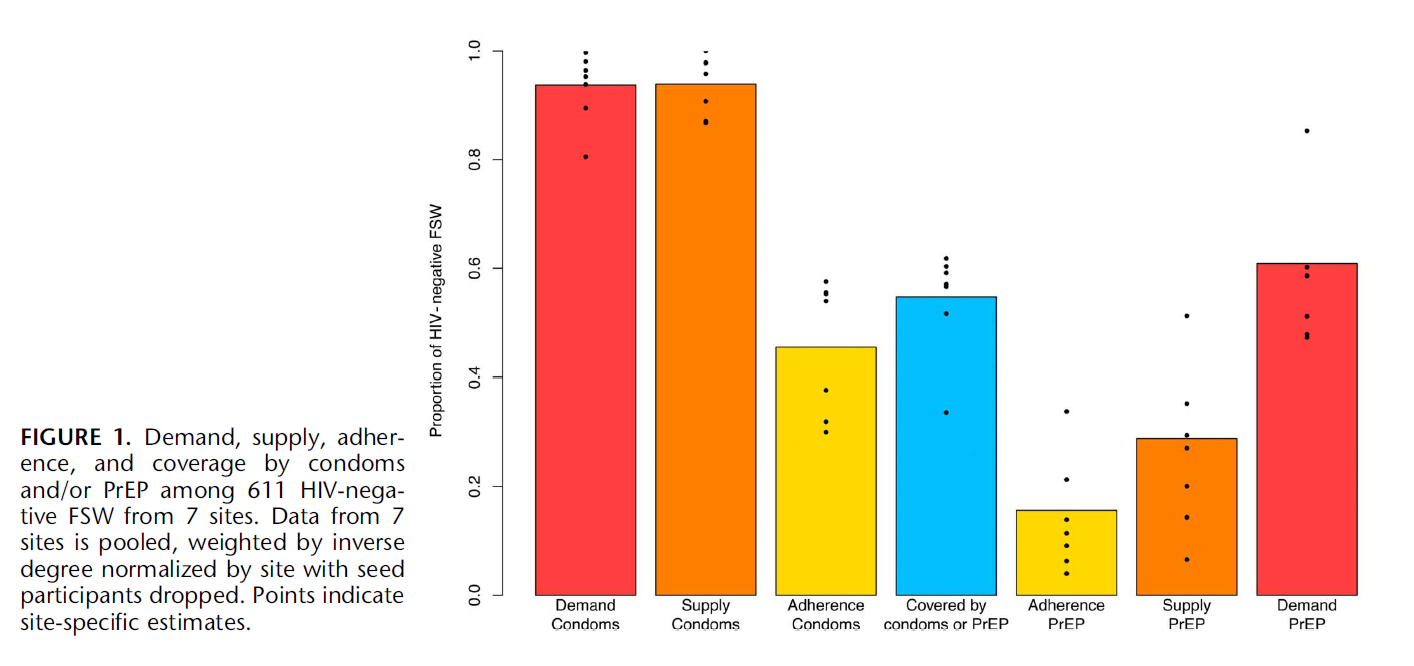 FIGURE 1. Demand, supply, adher-
ence, and coverage by condoms
and/or PrEP among 611 HIV-nega-
tive FSW from 7 sites. Data from 7
sites is pooled, weighted by inverse
degree normalized by site with seed
participants dropped. Points indicate
site-specific estimates.
Proportion of HIV-negative FSW
1.0
0.8
0.6
0.4
0.2
0.0
Demand
Condoms
Supply
Condoms
Adherence
Condoms
Covered by
condoms or PrEP
Adherence
PrEP
Supply
PrEP
Demand
PrEP